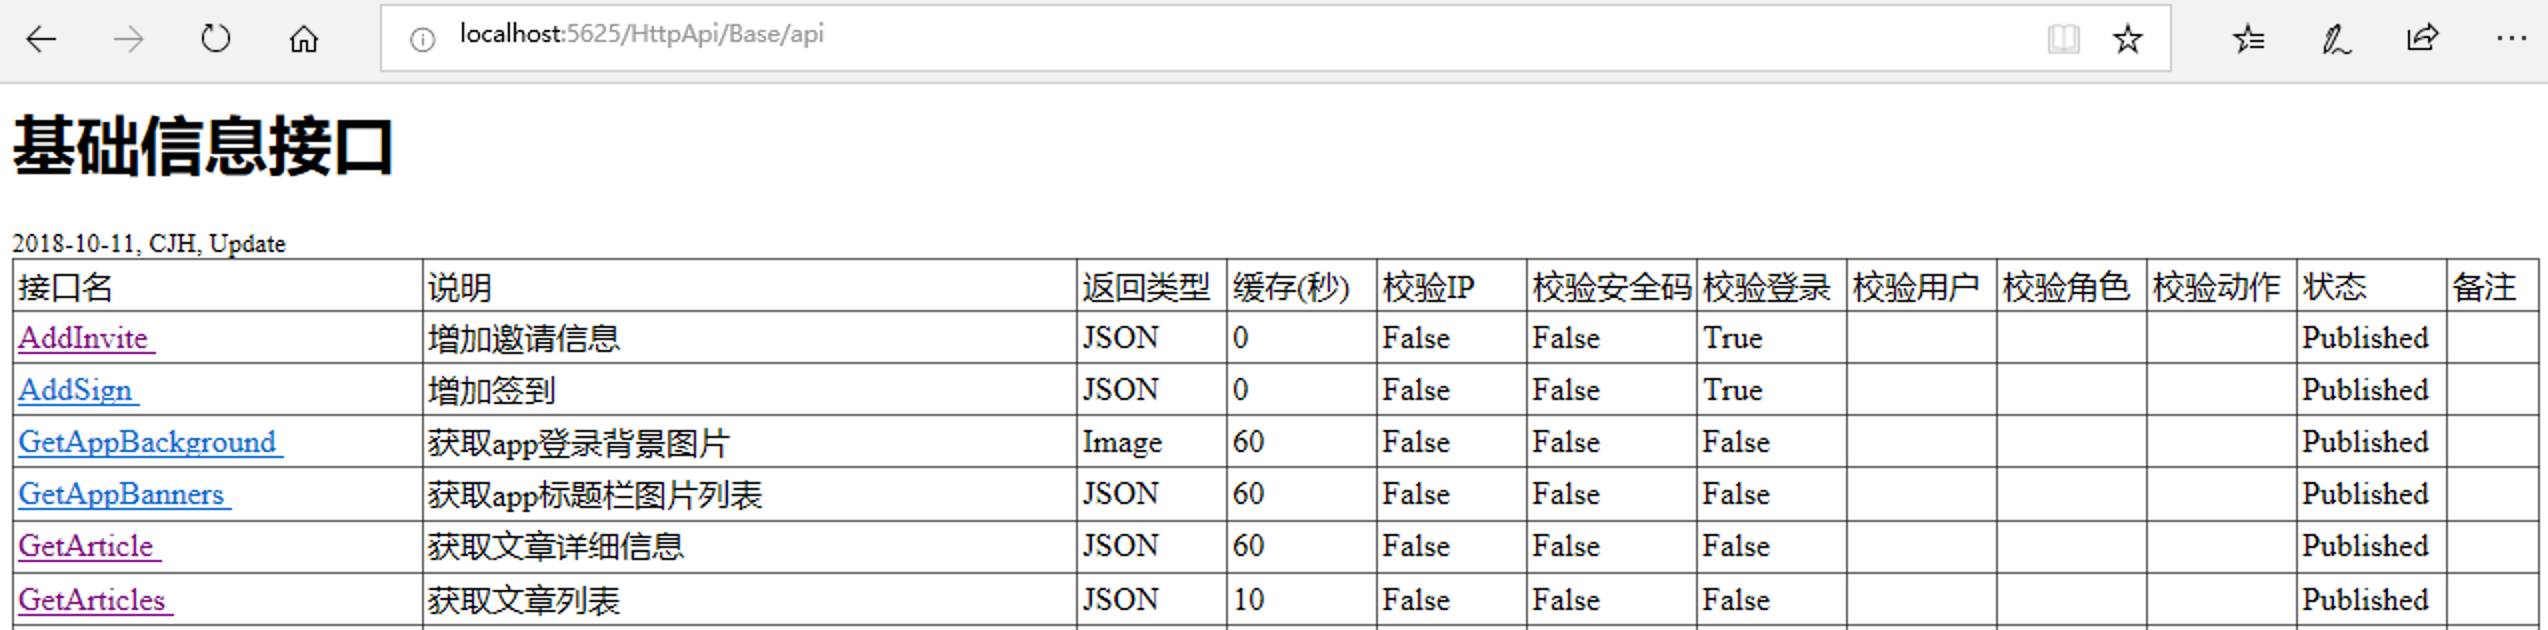 localhost:5625/HttpApi/Base/api
基础信息接口
2018-10-11, CJH, Update
接口名 说明 返回类型 缓存(秒) 校验IP 校验安全码 校验登录 校验用户 校验角色 校验动作 状态 备注
AddInvite 增加邀请信息 JSON 0 False False True Published
AddSign 增加签到 JSON 0 False False True Published
GetAppBackground 获取app登录背景图片 Image 60 False False False Published
GetAppBanners 获取app标题栏图片列表 JSON 60 False False False Published
GetArticle 获取文章详细信息 JSON 60 False False False Published
GetArticles 获取文章列表 JSON 10 False False False Published